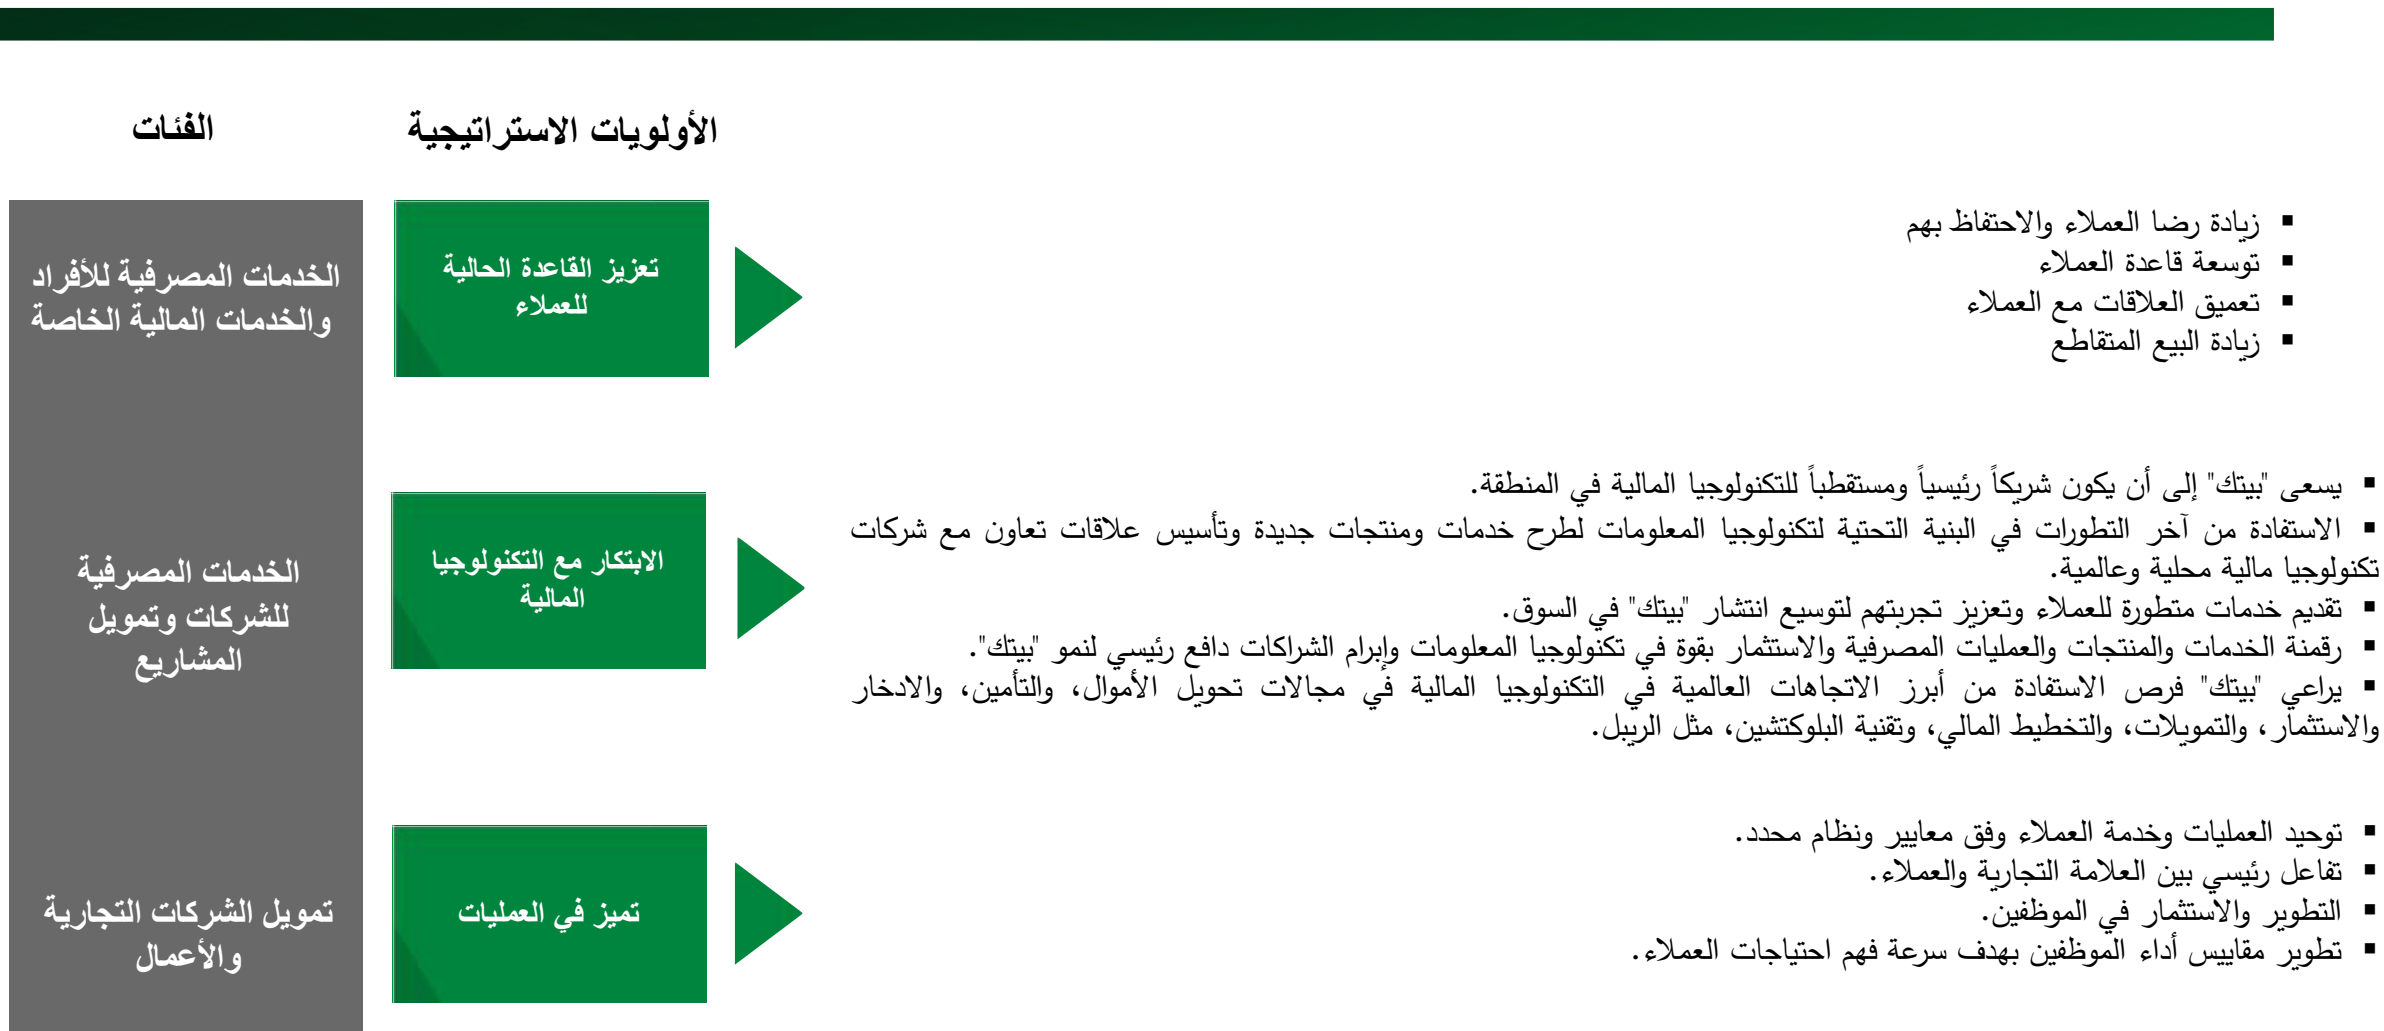 الفئات
الأولويات الاستراتيجية
الخدمات المصرفية للأفراد
والخدمات المالية الخاصة
تعزيز القاعدة الحالية
للعملاء
▪ زيادة رضا العملاء والاحتفاظ بهم
▪ توسعة قاعدة العملاء
▪ تعميق العلاقات مع العملاء
▪ زيادة البيع المتقاطع
الخدمات المصرفية
للشركات وتمويل
المشاريع
الابتكار مع التكنولوجيا
المالية
▪ يسعى "بيتك" إلى أن يكون شريكاً رئيسياً ومستقطباً للتكنولوجيا المالية في المنطقة.
▪ الاستفادة من آخر التطورات في البنية التحتية لتكنولوجيا المعلومات لطرح خدمات ومنتجات جديدة وتأسيس علاقات تعاون مع شركات
تكنولوجيا مالية محلية وعالمية.
▪ تقديم خدمات متطورة للعملاء وتعزيز تجربتهم لتوسيع انتشار "بيتك" في السوق.
▪ رقمنة الخدمات والمنتجات والعمليات المصرفية والاستثمار بقوة في تكنولوجيا المعلومات وإبرام الشراكات دافع رئيسي لنمو "بيتك".
▪ يراعي "بيتك" فرص الاستفادة من أبرز الاتجاهات العالمية في التكنولوجيا المالية في مجالات تحويل الأموال، والتأمين، والادخار
والاستثمار، والتمويلات، والتخطيط المالي، وتقنية البلوكتشين، مثل الريبل.
تمويل الشركات التجارية
والأعمال
تميز في العمليات
▪ توحيد العمليات وخدمة العملاء وفق معايير ونظام محدد.
▪ تفاعل رئيسي بين العلامة التجارية والعملاء.
▪ التطوير والاستثمار في الموظفين.
▪ تطوير مقاييس أداء الموظفين بهدف سرعة فهم احتياجات العملاء.